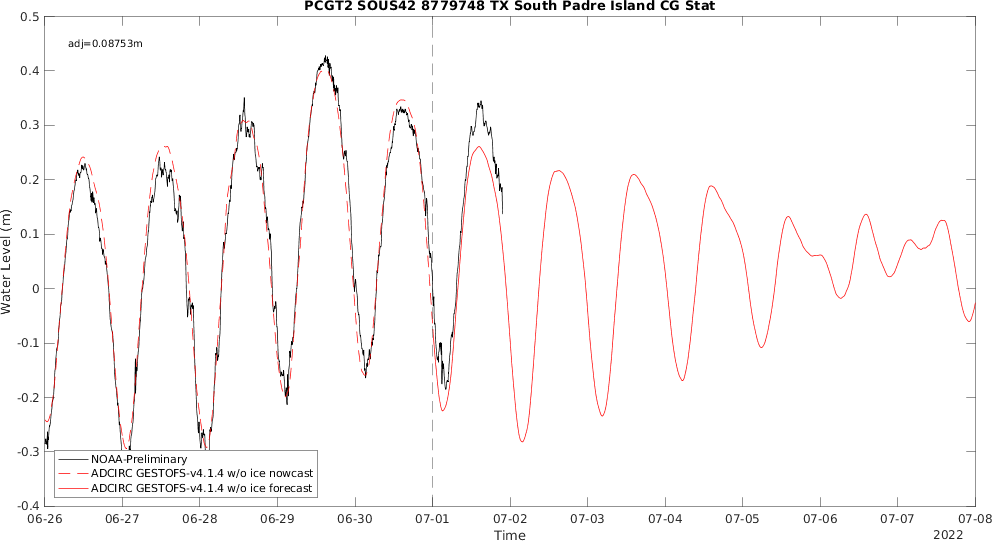 PCGT2 SOUS42 8779748 TX South Padre Island CG Stat
adj=0.08753m
Water Level (m)
0.5
0.4
0.3
0.2
0.1
0
-0.1
-0.2
-0.3
-0.4
NOAA-Preliminary
ADCIRC GESTOFS-v4.1.4 w/o ice nowcast
ADCIRC GESTOFS-v4.1.4 w/o ice forecast
06-26 06-27 06-28 06-29 06-30 07-01 07-02 07-03 07-04 07-05 07-06 07-07 07-08
Time
2022